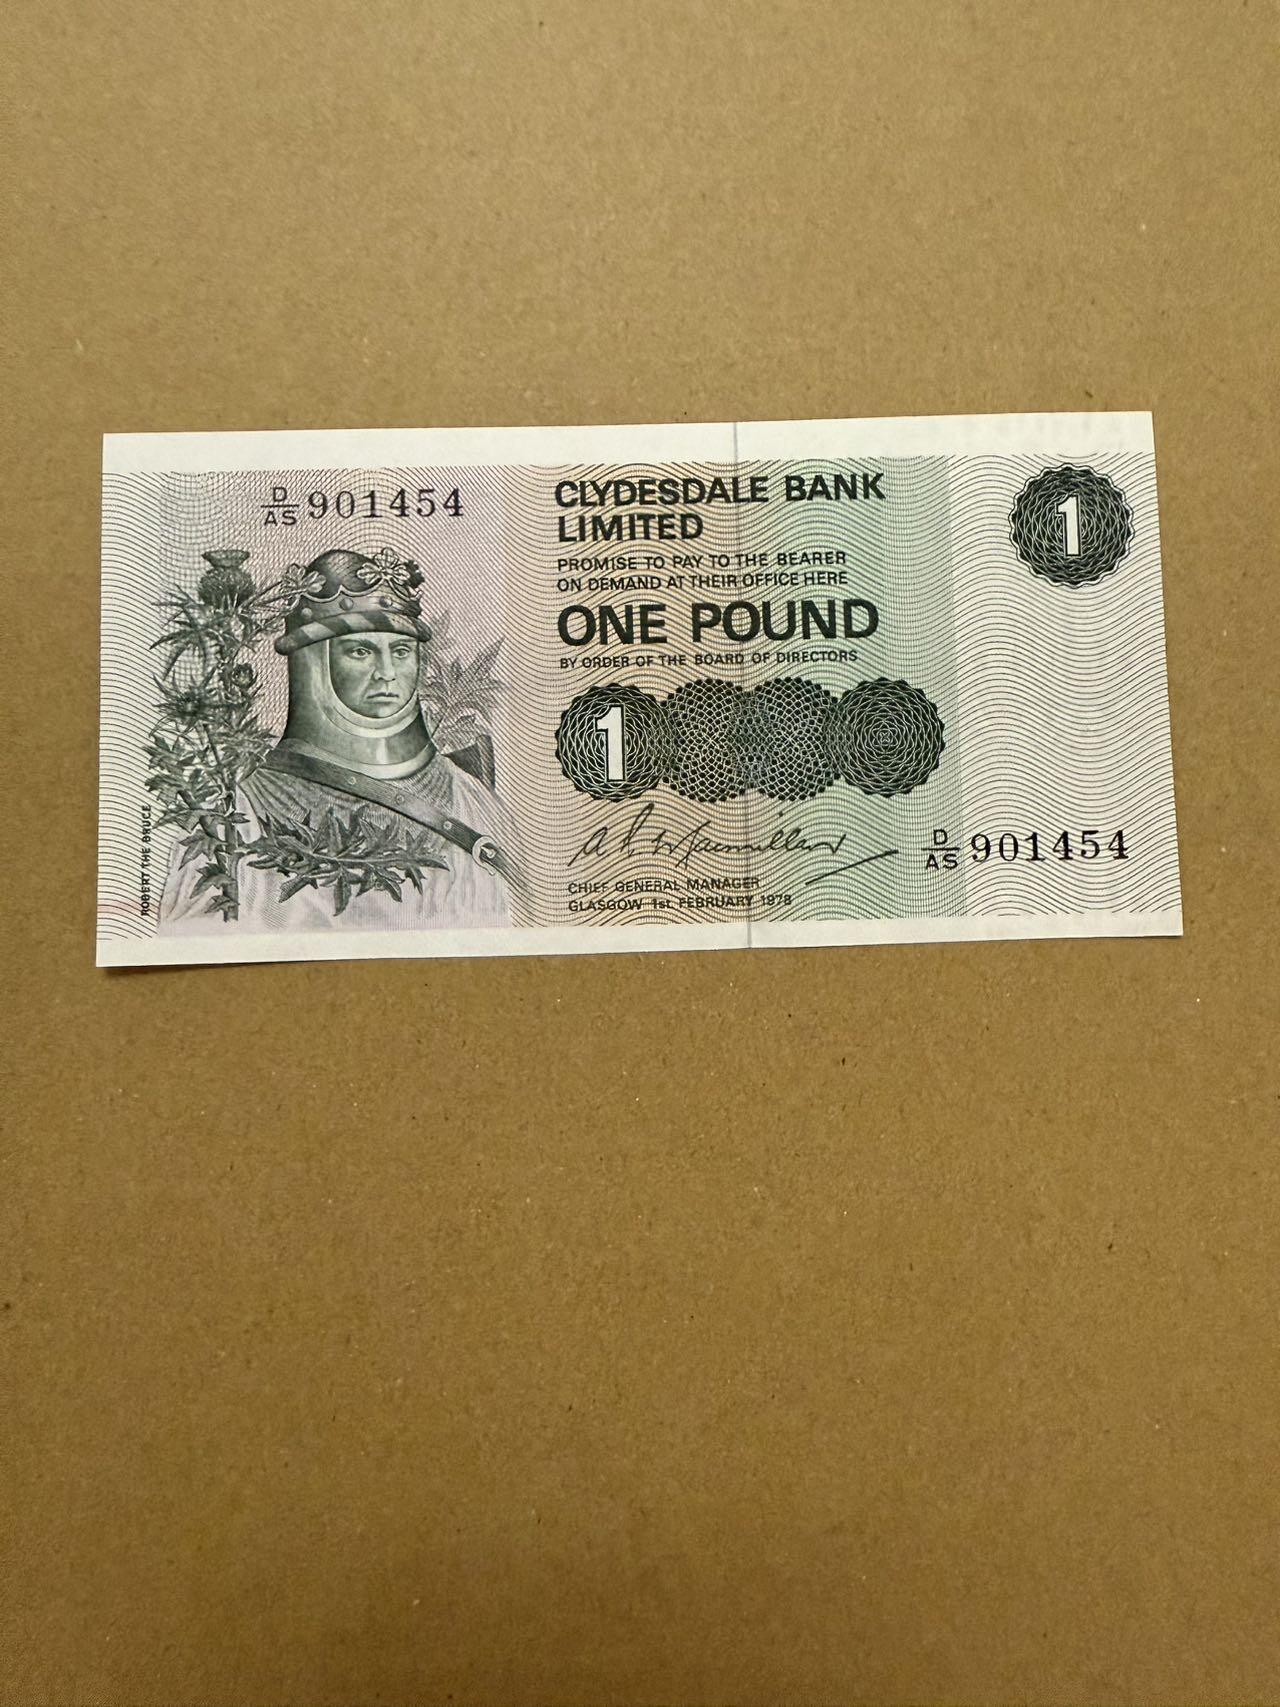 D/AS 901454
CLYDESDALE BANK
LIMITED
PROMISE TO PAY TO THE BEARER
ON DEMAND AT THEIR OFFICE HERE
ONE POUND
BY ORDER OF THE BOARD OF DIRECTORS
1
1
CHIEF GENERAL MANAGER
GLASGOW 1st FEBRUARY 1978
D/AS 901454
ROBERT THE BRUCE